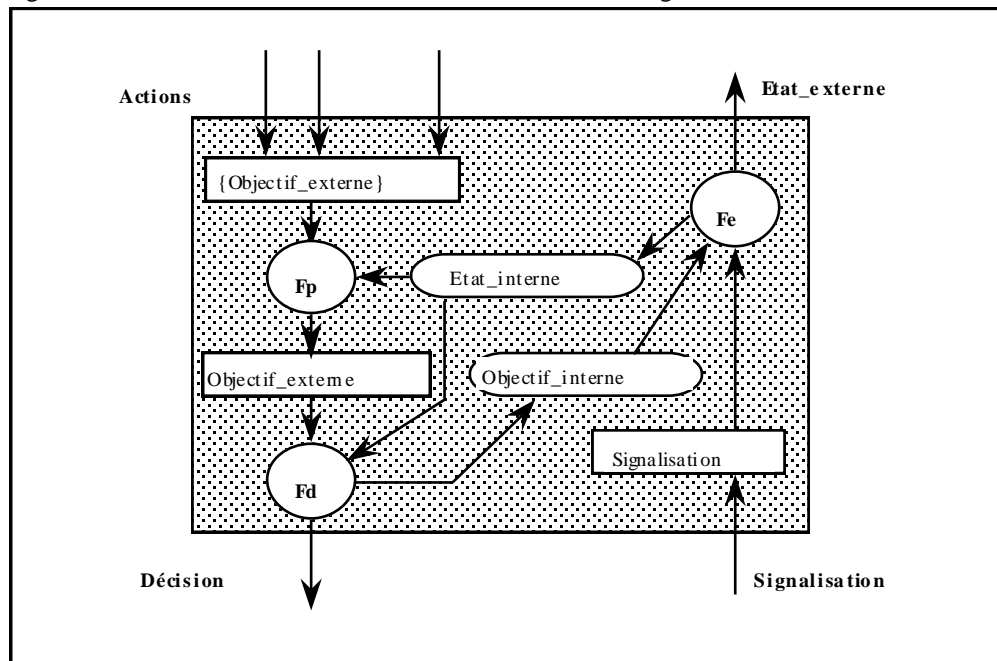 Actions
Etat_externe
{Objectif_externe}
Fe
Fp
Etat_interne
Objectif_externe
Objectif_interne
Signalisation
Fd
Décision
Signalisation